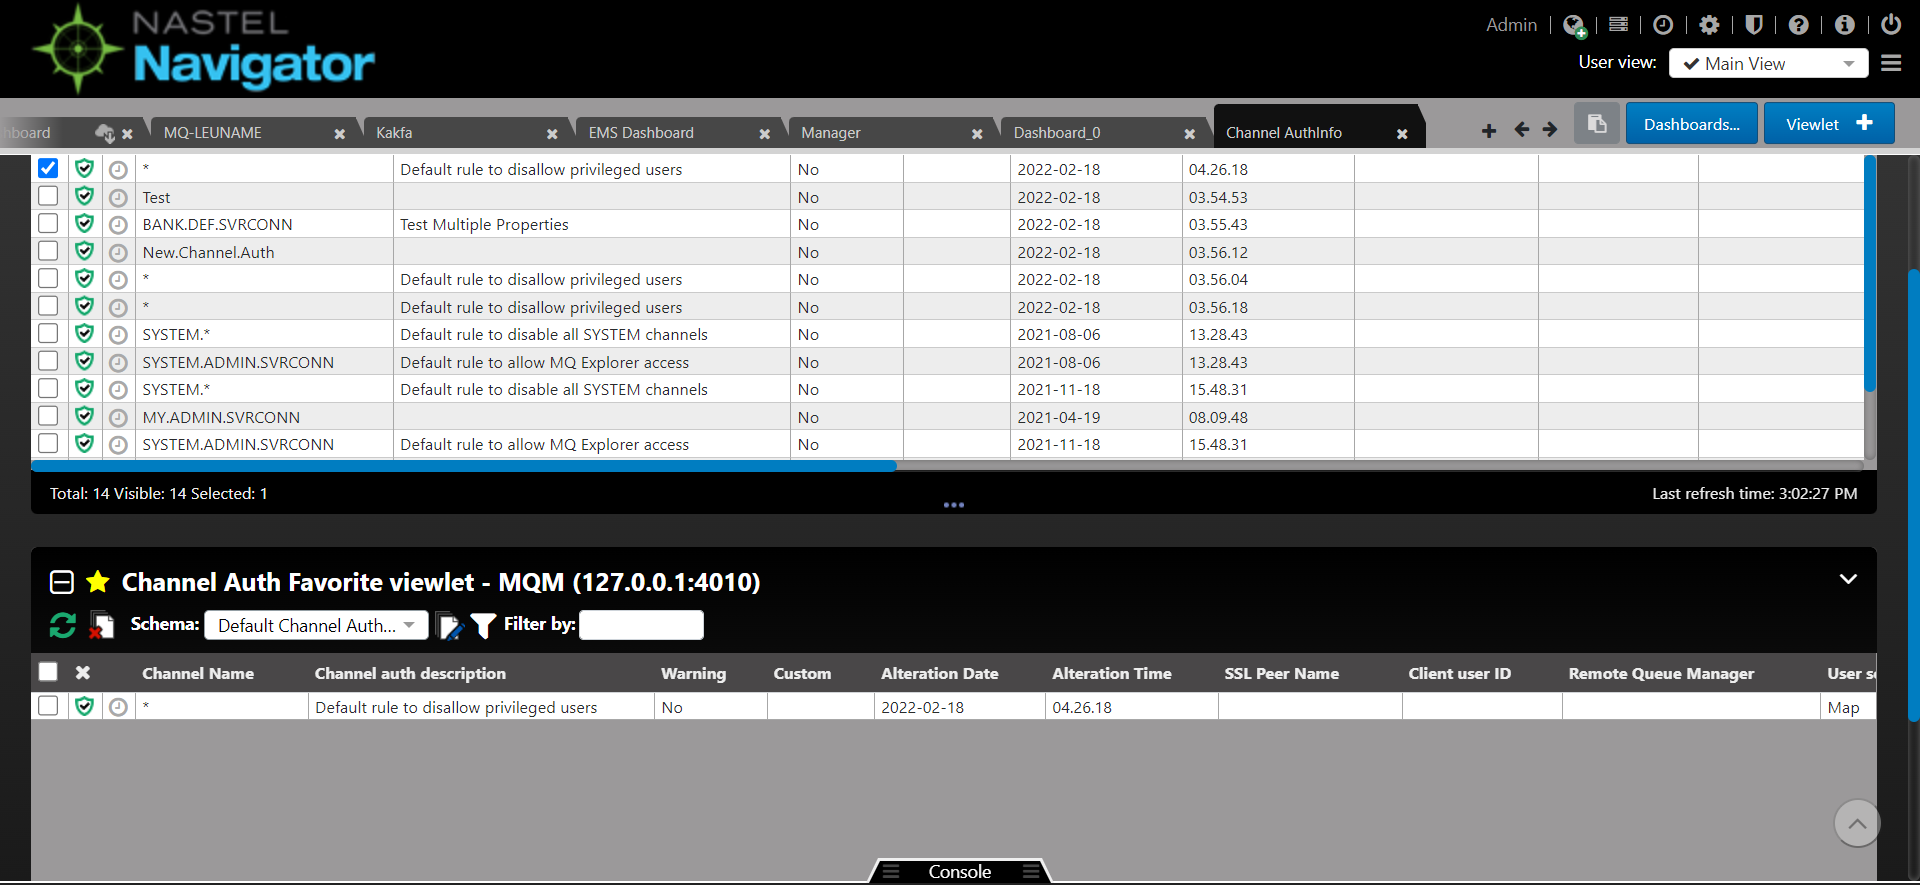 NASTEL
Navigator
Admin
User view: Main View
hboard
MQ-LEUNAME
Kakfa
EMS Dashboard
Manager
Dashboard_0
Channel AuthInfo
Dashboards...
Viewlet
* Default rule to disallow privileged users No 2022-02-18 04.26.18
Test No 2022-02-18 03.54.53
BANK.DEF.SVRCONN Test Multiple Properties No 2022-02-18 03.55.43
New.Channel.Auth No 2022-02-18 03.56.12
* Default rule to disallow privileged users No 2022-02-18 03.56.04
* Default rule to disallow privileged users No 2022-02-18 03.56.18
SYSTEM.* Default rule to disable all SYSTEM channels No 2021-08-06 13.28.43
SYSTEM.ADMIN.SVRCONN Default rule to allow MQ Explorer access No 2021-08-06 13.28.43
SYSTEM.* Default rule to disable all SYSTEM channels No 2021-11-18 15.48.31
MY.ADMIN.SVRCONN No 2021-04-19 08.09.48
SYSTEM.ADMIN.SVRCONN Default rule to allow MQ Explorer access No 2021-11-18 15.48.31
Total: 14 Visible: 14 Selected: 1
Last refresh time: 3:02:27 PM
Channel Auth Favorite viewlet - MQM (127.0.0.1:4010)
Schema: Default Channel Auth... Filter by:
Channel Name Channel auth description Warning Custom Alteration Date Alteration Time SSL Peer Name Client user ID Remote Queue Manager User s
* Default rule to disallow privileged users No 2022-02-18 04.26.18 Map
Console